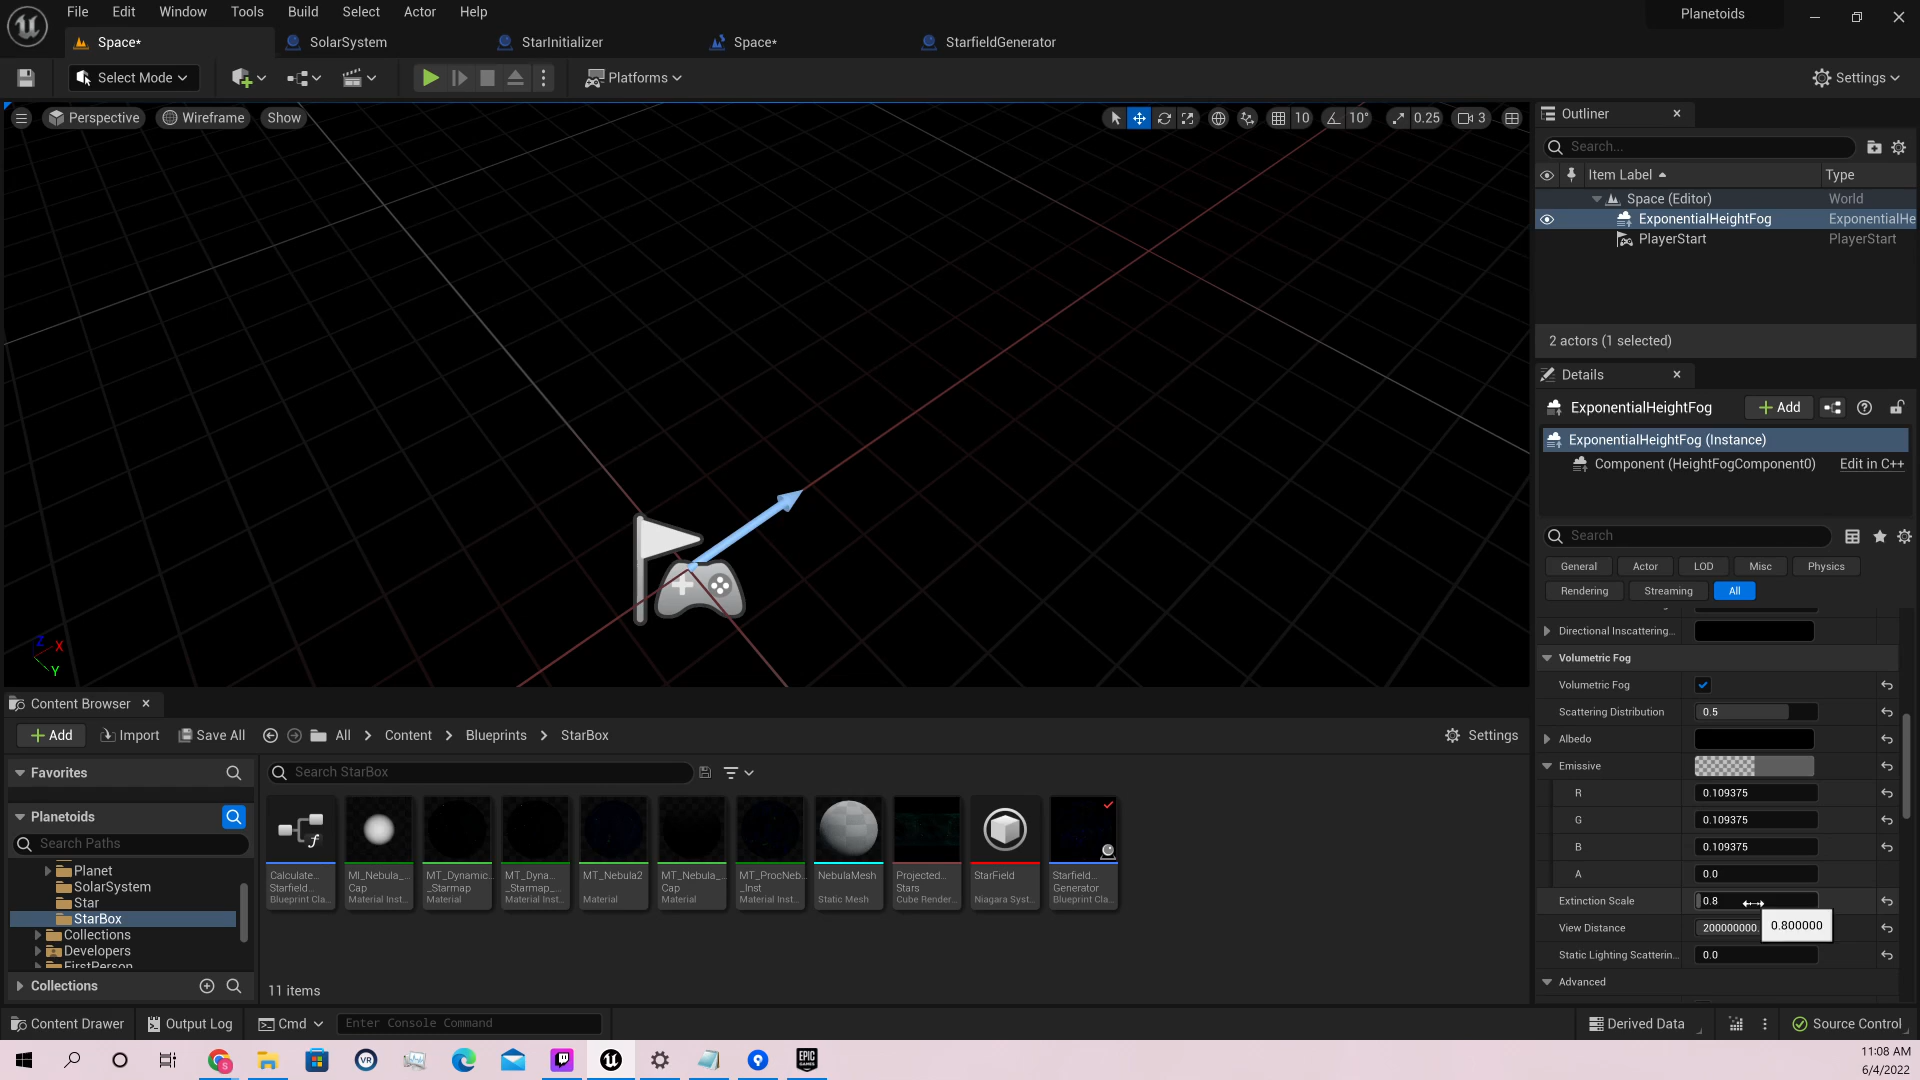 File Edit Window Tools Build Select Actor Help
Planetoids
Space* SolarSystem StarInitializer Space* StarfieldGenerator
Select Mode Platforms Settings
Perspective Wireframe Show 10 10° 0.25 3
Outliner
Search...
Item Label Type
Space (Editor) World
ExponentialHeightFog ExponentialHe
PlayerStart PlayerStart
2 actors (1 selected)
Details
ExponentialHeightFog Add
ExponentialHeightFog (Instance)
Component (HeightFogComponent0) Edit in C++
Search
General Actor LOD Misc Physics
Rendering Streaming All
Directional Inscattering...
Volumetric Fog
Volumetric Fog
Scattering Distribution 0.5
Albedo
Emissive
R 0.109375
G 0.109375
B 0.109375
A 0.0
Extinction Scale 0.8
View Distance 200000000. 0.800000
Static Lighting Scatterin... 0.0
Advanced
Z X
Y
Content Browser
Add Import Save All All Content Blueprints StarBox Settings
Favorites
Planetoids
Search Paths
Planet
SolarSystem
Star
StarBox
Collections
Developers
FirstPerson
Collections
Search StarBox
Calculate...
Starfield...
Blueprint Cla...
MI_Nebula_...
Cap
Material Inst...
MT_Dynamic...
_Starmap
Material
MT_Dyna...
_Starmap_...
Material Inst...
MT_Nebula2
Material
MT_Nebula_...
Cap
Material
MT_ProcNeb...
_Inst
Material Inst...
NebulaMesh
Static Mesh
Projected...
Stars
Cube Render...
StarField
Niagara Syst...
Starfield...
Generator
Blueprint Cla...
11 items
Content Drawer Output Log Cmd Enter Console Command Derived Data Source Control
VR EPIC GAMES
11:08 AM
6/4/2022